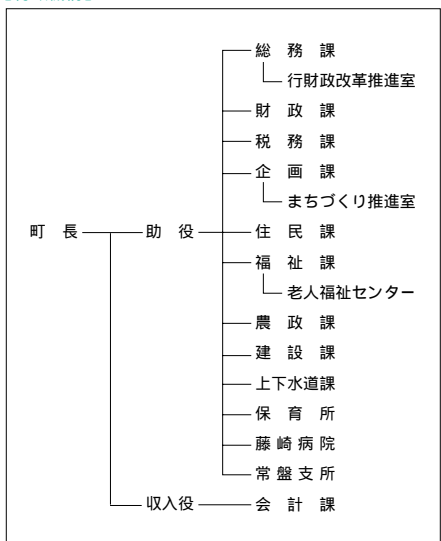 総務課
行財政改革推進室
財政課
税務課
企画課
まちづくり推進室
町長 助役 住民課
福祉課
老人福祉センター
農政課
建設課
上下水道課
保育所
藤崎病院
常盤支所
収入役 会計課